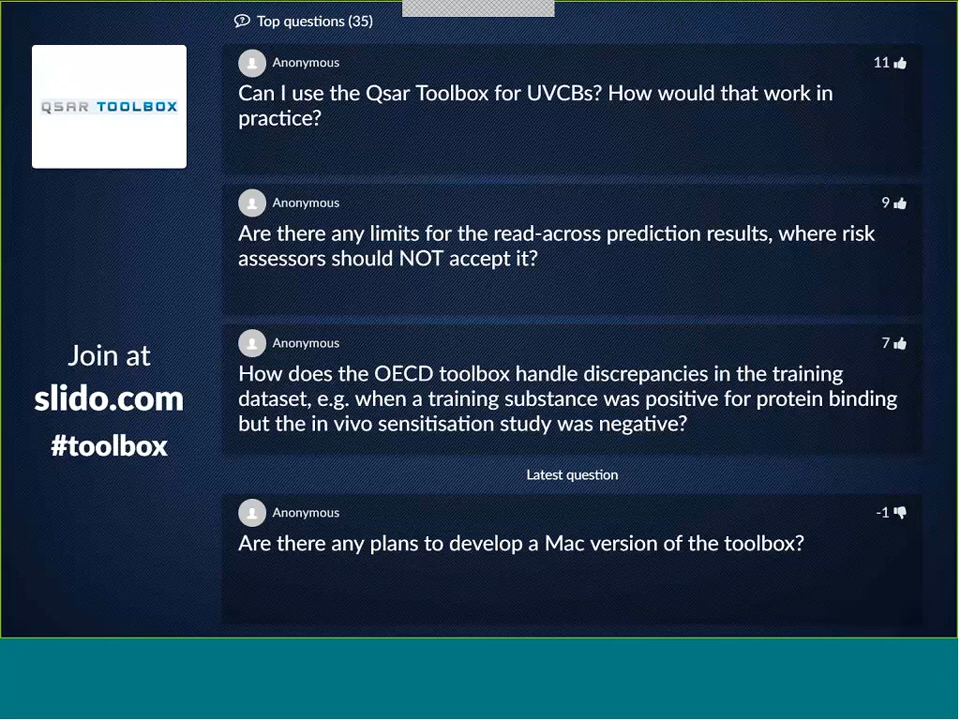 Top questions (35)
QSAR TOOLBOX
Anonymous
11
Can I use the Qsar Toolbox for UVCBs? How would that work in
practice?
Anonymous
9
Are there any limits for the read-across prediction results, where risk
assessors should NOT accept it?
Anonymous
7
How does the OECD toolbox handle discrepancies in the training
dataset, e.g. when a training substance was positive for protein binding
but the in vivo sensitisation study was negative?
Join at
slido.com
#toolbox
Latest question
Anonymous
-1
Are there any plans to develop a Mac version of the toolbox?